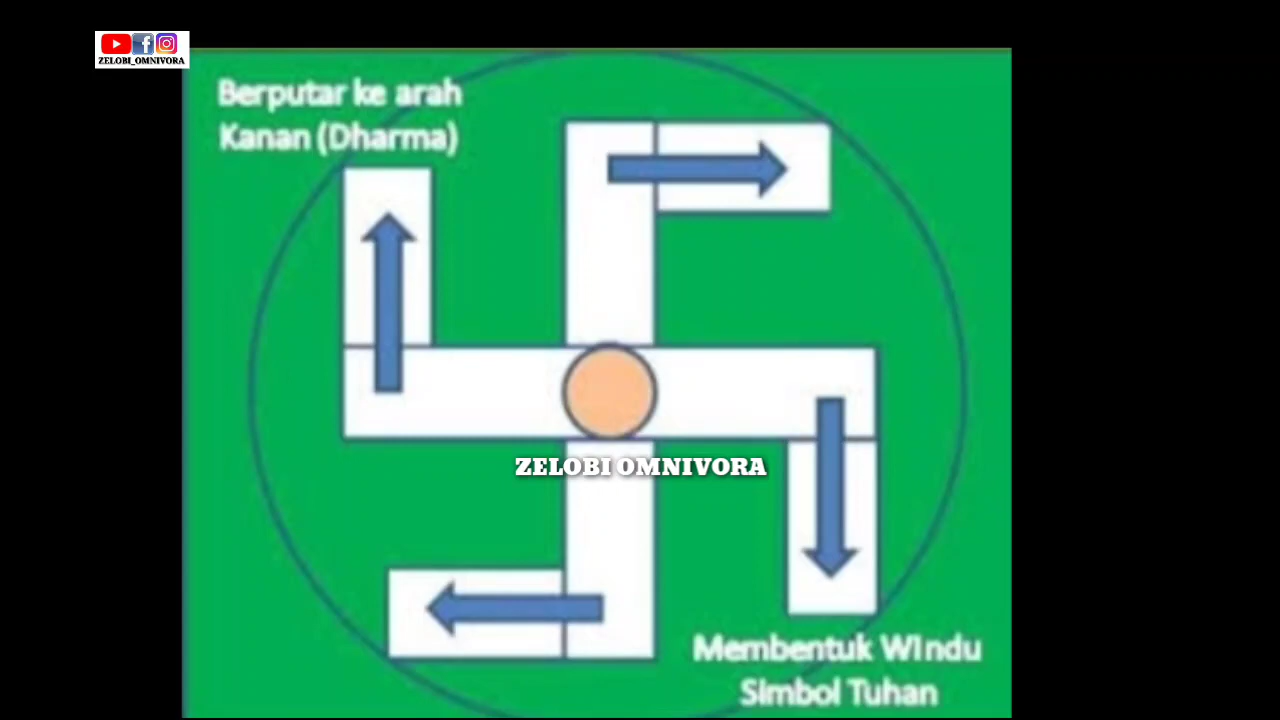 ZELOBI_OMNIVORA
Berputar ke arah
Kanan (Dharma)
ZELOBI OMNIVORA
Membentuk WIndu
Simbol Tuhan